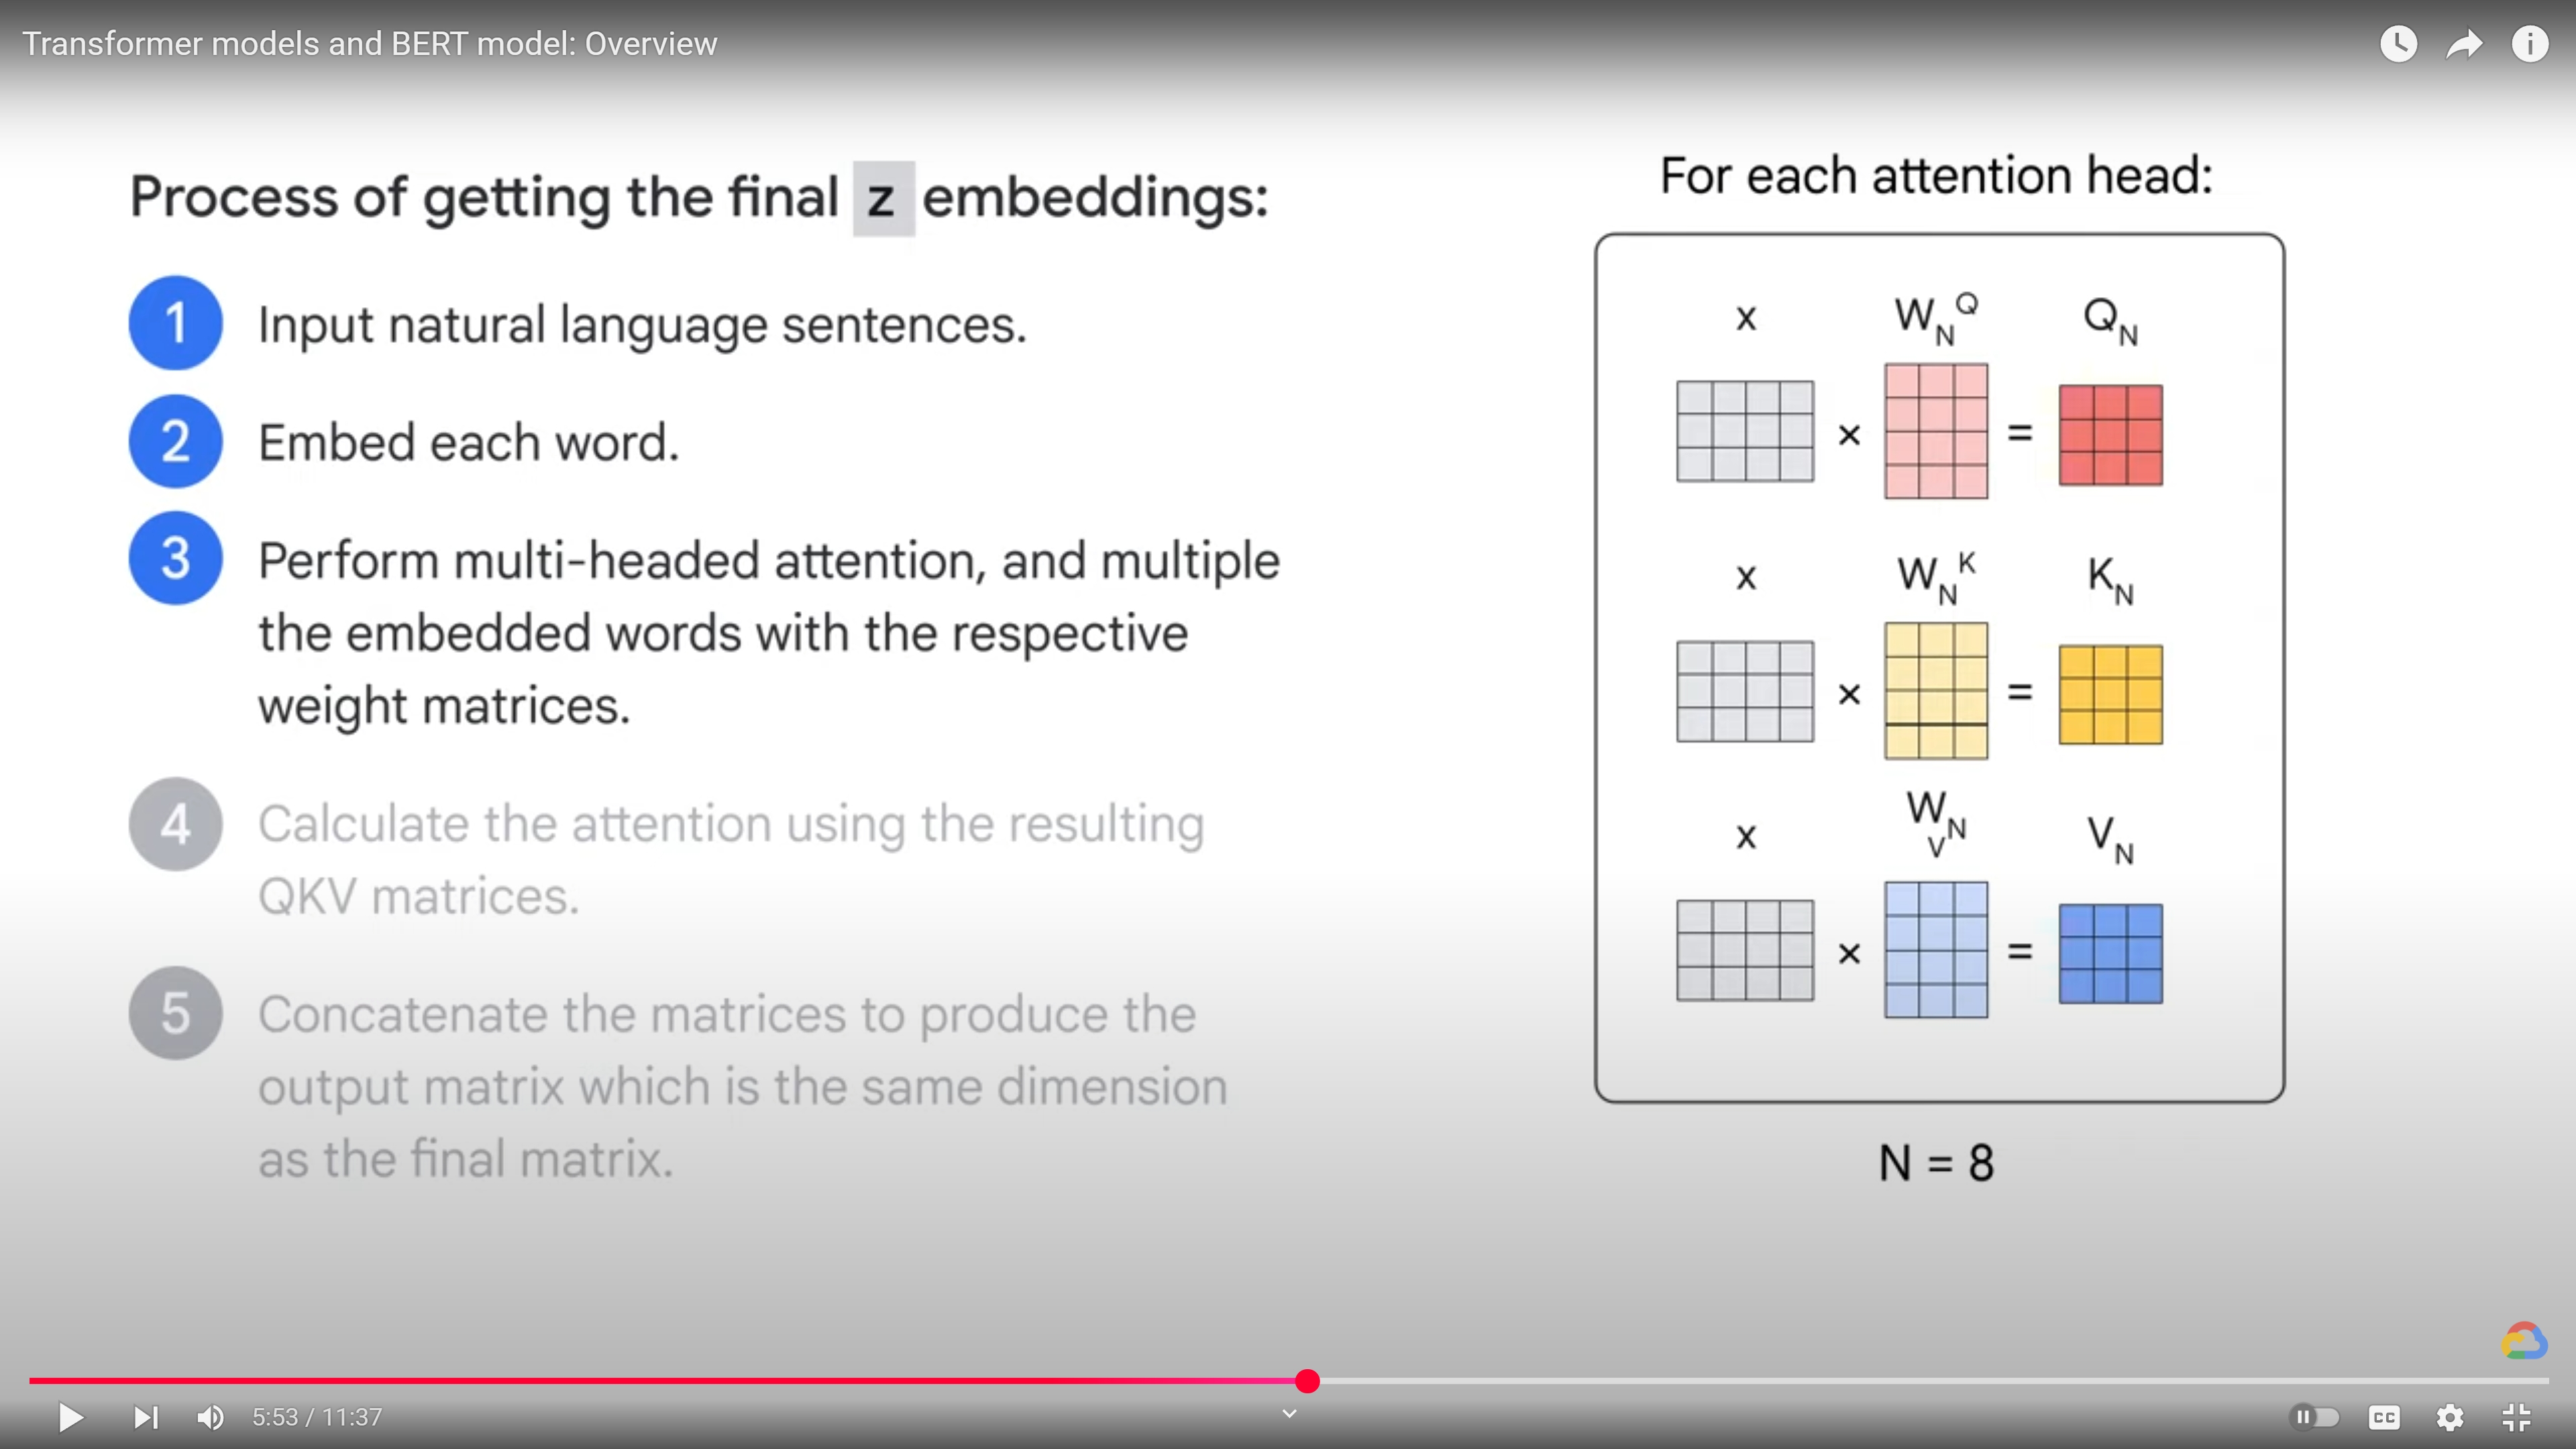 Transformer models and BERT model: Overview
Process of getting the final z embeddings:
1 Input natural language sentences.
2 Embed each word.
3 Perform multi-headed attention, and multiple
the embedded words with the respective
weight matrices.
4 Calculate the attention using the resulting
QKV matrices.
5 Concatenate the matrices to produce the
output matrix which is the same dimension
as the final matrix.
For each attention head:
x W_N^Q Q_N
× =
x W_N^K K_N
× =
x W_N V V_N
× =
N = 8
5:53 / 11:37
CC